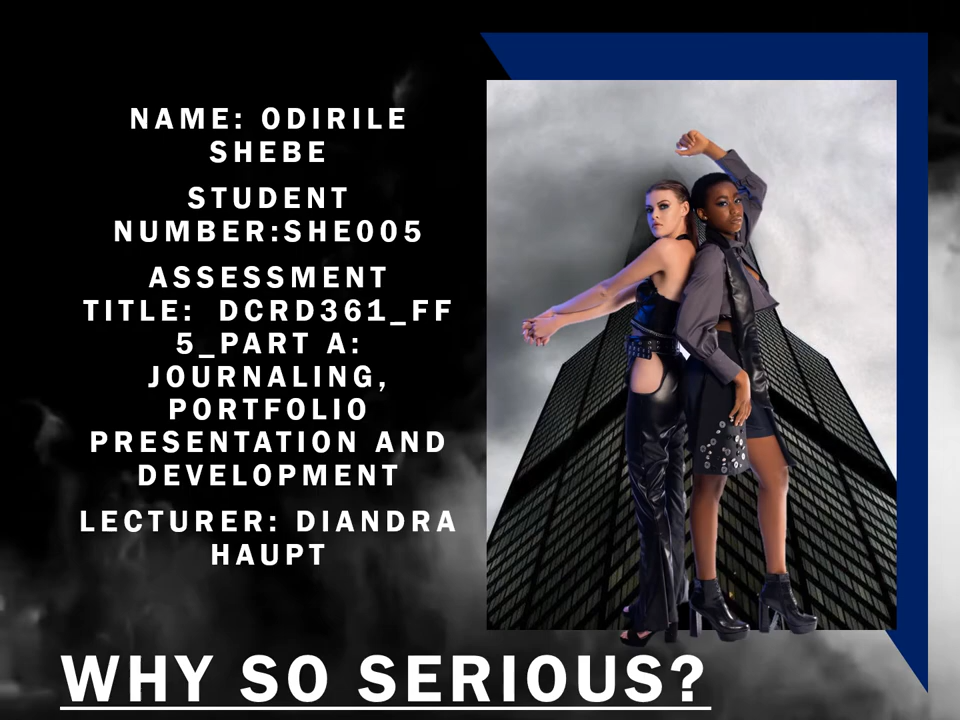 NAME: ODIRILE
SHEBE
STUDENT
NUMBER:SHE005
ASSESSMENT
TITLE: DCRD361_FF
5_PART A:
JOURNALING,
PORTFOLIO
PRESENTATION AND
DEVELOPMENT
LECTURER: DIANDRA
HAUPT
WHY SO SERIOUS?